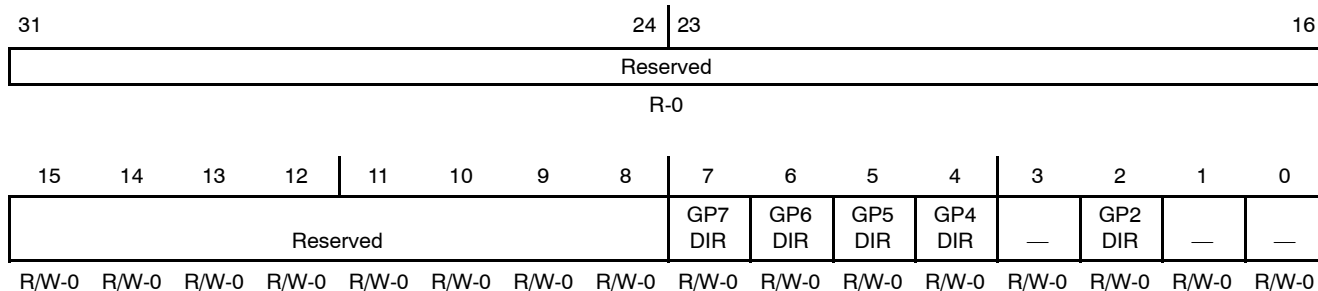 31 24 23 16
Reserved
R-0
15 14 13 12 11 10 9 8 7 6 5 4 3 2 1 0
GP7 GP6 GP5 GP4 GP2
Reserved DIR DIR DIR DIR — DIR — —
R/W-0 R/W-0 R/W-0 R/W-0 R/W-0 R/W-0 R/W-0 R/W-0 R/W-0 R/W-0 R/W-0 R/W-0 R/W-0 R/W-0 R/W-0 R/W-0